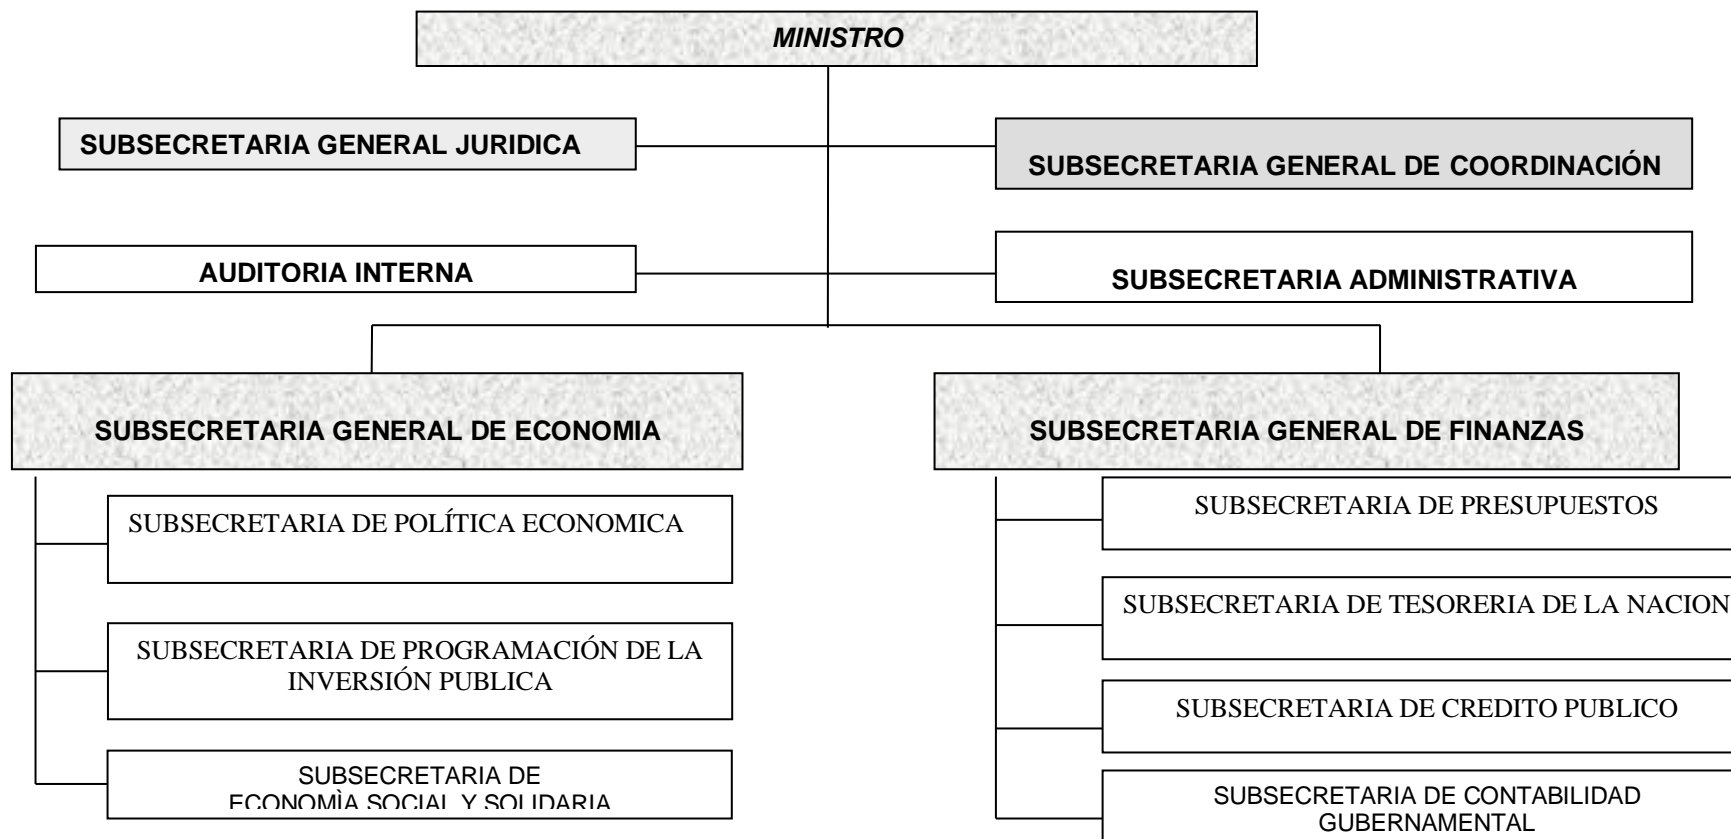 MINISTRO
SUBSECRETARIA GENERAL JURIDICA
SUBSECRETARIA GENERAL DE COORDINACIÓN
AUDITORIA INTERNA
SUBSECRETARIA ADMINISTRATIVA
SUBSECRETARIA GENERAL DE ECONOMIA
SUBSECRETARIA DE POLÍTICA ECONOMICA
SUBSECRETARIA DE PROGRAMACIÓN DE LA
INVERSIÓN PUBLICA
SUBSECRETARIA DE
ECONOMÌA SOCIAL Y SOLIDARIA
SUBSECRETARIA GENERAL DE FINANZAS
SUBSECRETARIA DE PRESUPUESTOS
SUBSECRETARIA DE TESORERIA DE LA NACION
SUBSECRETARIA DE CREDITO PUBLICO
SUBSECRETARIA DE CONTABILIDAD
GUBERNAMENTAL